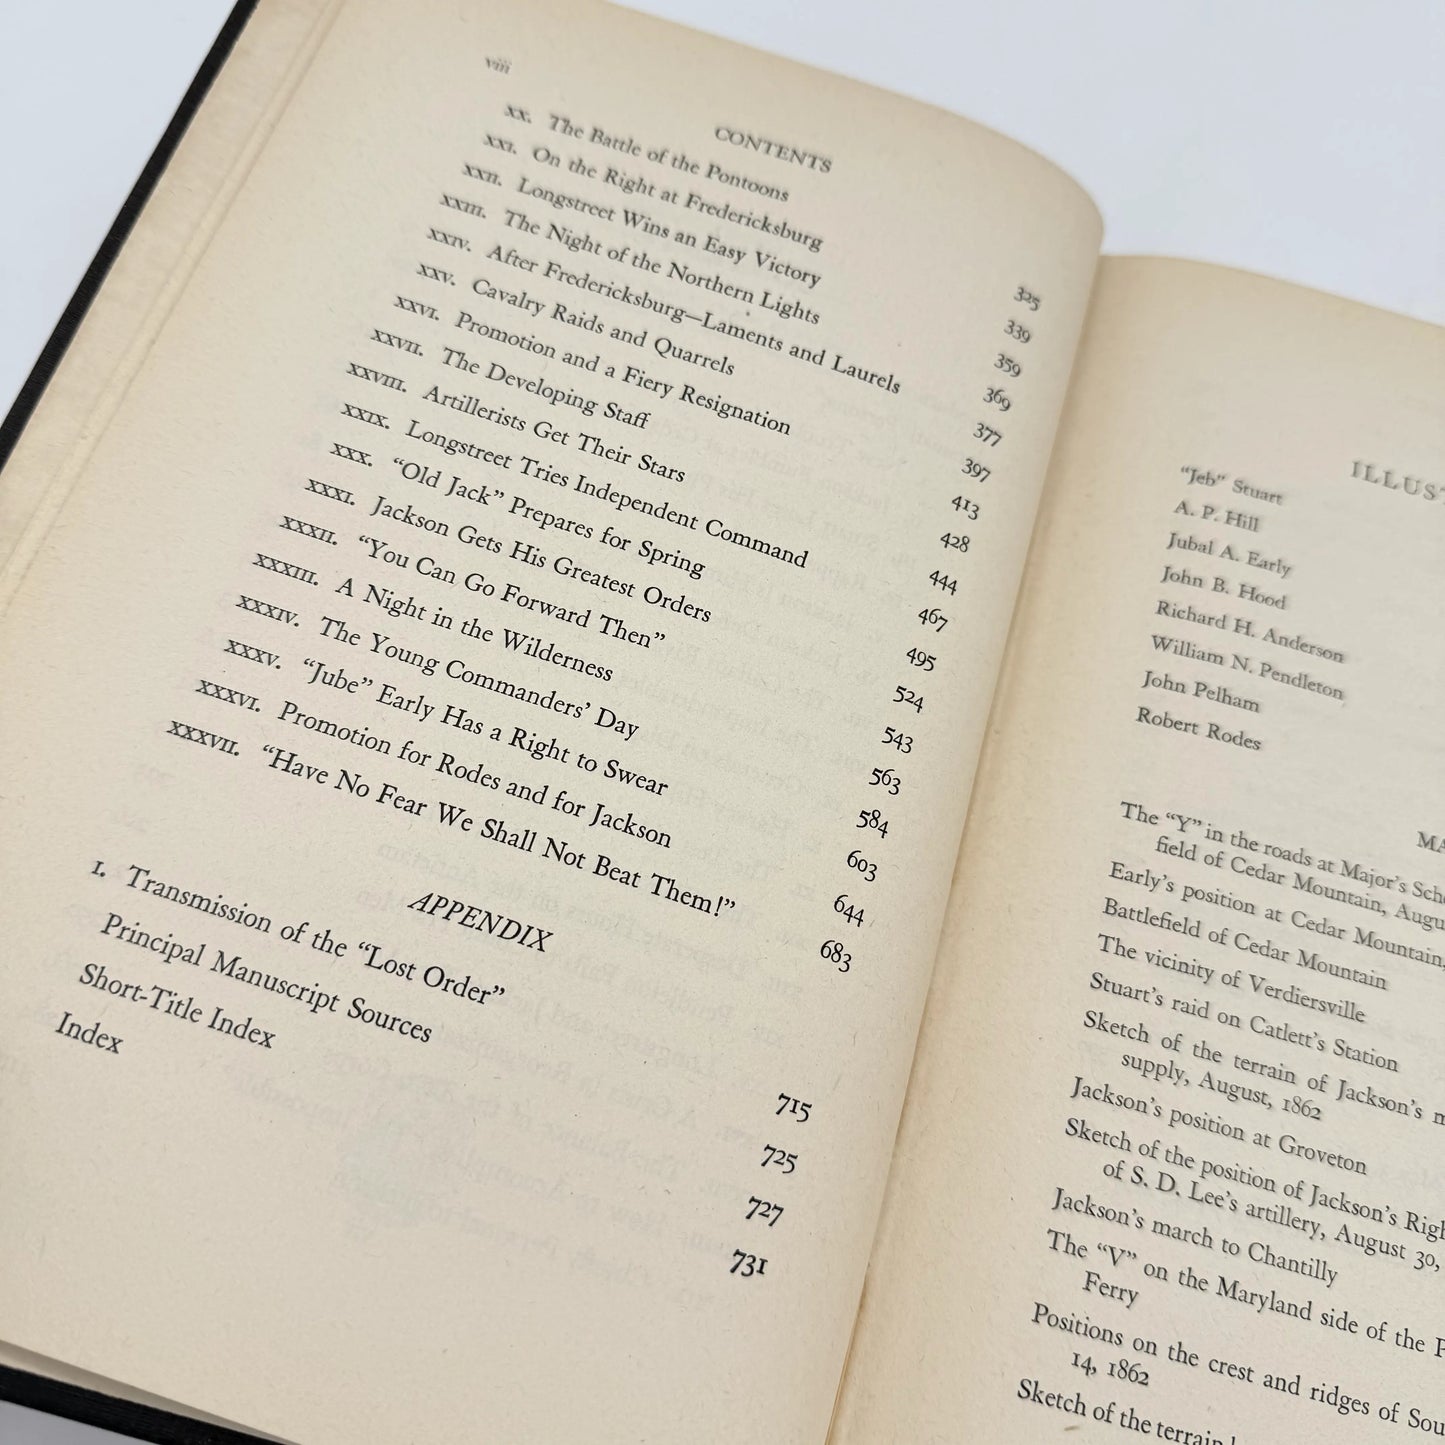 viii
CONTENTS
XX. The Battle of the Pontoons 325
XXI. On the Right at Fredericksburg 339
XXII. Longstreet Wins an Easy Victory 359
XXIII. The Night of the Northern Lights 369
XXIV. After Fredericksburg—Laments and Laurels 377
XXV. Cavalry Raids and Quarrels 397
XXVI. Promotion and a Fiery Resignation 413
XXVII. The Developing Staff 428
XXVIII. Artillerists Get Their Stars 444
XXIX. Longstreet Tries Independent Command 467
XXX. “Old Jack” Prepares for Spring 495
XXXI. Jackson Gets His Greatest Orders 524
XXXII. “You Can Go Forward Then” 543
XXXIII. A Night in the Wilderness 563
XXXIV. The Young Commanders’ Day 584
XXXV. “Jube” Early Has a Right to Swear 603
XXXVI. Promotion for Rodes and for Jackson 644
XXXVII. “Have No Fear We Shall Not Beat Them!” 683
APPENDIX
I. Transmission of the “Lost Order” 715
Principal Manuscript Sources 725
Short-Title Index 727
Index 731
ILLUST
“Jeb” Stuart
A. P. Hill
Jubal A. Early
John B. Hood
Richard H. Anderson
William N. Pendleton
John Pelham
Robert Rodes
MA
The “Y” in the roads at Major’s Scho
field of Cedar Mountain, Augu
Early’s position at Cedar Mountain,
Battlefield of Cedar Mountain
The vicinity of Verdiersville
Stuart’s raid on Catlett’s Station
Sketch of the terrain of Jackson’s m
supply, August, 1862
Jackson’s position at Groveton
Sketch of the position of Jackson’s Righ
of S. D. Lee’s artillery, August 30,
Jackson’s march to Chantilly
The “V” on the Maryland side of the P
Ferry
Positions on the crest and ridges of Sou
14, 1862
Sketch of the terrain